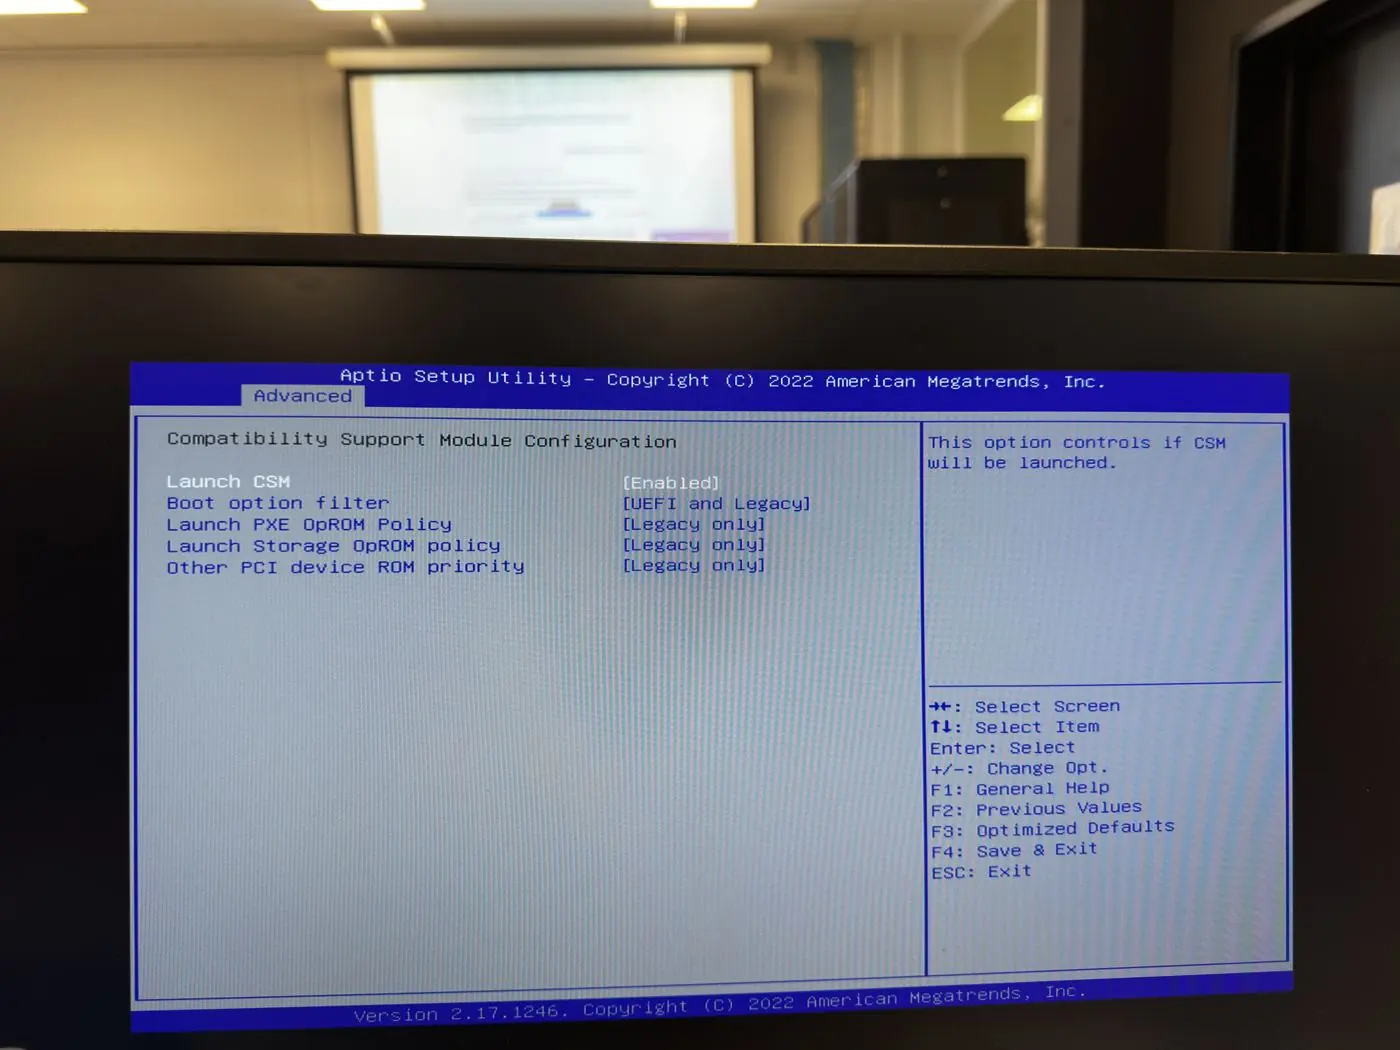 Aptio Setup Utility - Copyright (C) 2022 American Megatrends, Inc.
Advanced
Compatibility Support Module Configuration
Launch CSM [Enabled]
Boot option filter [UEFI and Legacy]
Launch PXE OpROM Policy [Legacy only]
Launch Storage OpROM policy [Legacy only]
Other PCI device ROM priority [Legacy only]
This option controls if CSM
will be launched.
→←: Select Screen
↑↓: Select Item
Enter: Select
+/-: Change Opt.
F1: General Help
F2: Previous Values
F3: Optimized Defaults
F4: Save & Exit
ESC: Exit
Version 2.17.1246. Copyright (C) 2022 American Megatrends, Inc.